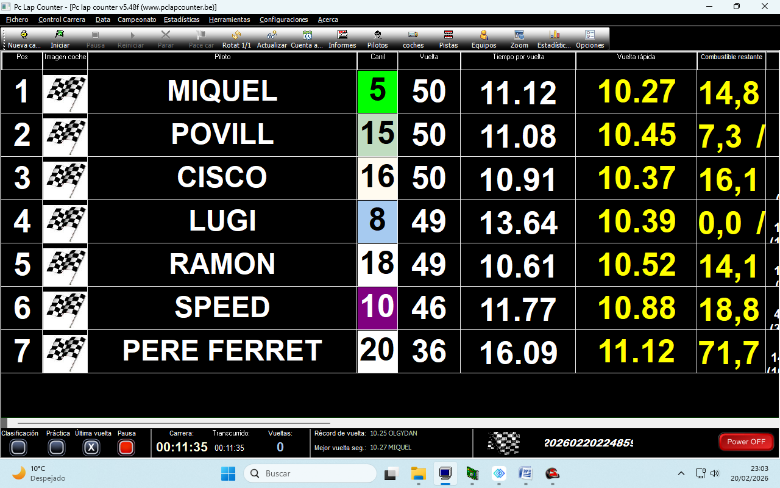 Pc Lap Counter - [Pc lap counter v5.48f (www.pclapcounter.be)]
Fichero Control Carrera Data Campeonato Estadísticas Herramientas Configuraciones Acerca
Nueva ca... Iniciar Pausa Reiniciar Parar Pace car Rotat 1/1 Actualizar Cuenta a... Informes Pilotos coches Pistas Equipos Zoom Estadístic... Opciones
Pos Imagen coche Piloto Carril Vuelta Tiempo por vuelta Vuelta rápida Combustible restante
1 MIQUEL 5 50 11.12 10.27 14,8
2 POVILL 15 50 11.08 10.45 7,3 /
3 CISCO 16 50 10.91 10.37 16,1
4 LUGI 8 49 13.64 10.39 0,0 /
5 RAMON 18 49 10.61 10.52 14,1
6 SPEED 10 46 11.77 10.88 18,8
7 PERE FERRET 20 36 16.09 11.12 71,7
Clasificación Práctica Última vuelta Pausa Carrera: Transcurrido: Vueltas: Récord de vuelta: 10.25 OLGYDAN
X 00:11:35 00:11:35 0 Mejor vuelta seg.: 10.27 MIQUEL
20260220224859
Power OFF
10°C
Despejado
Buscar
23:03
20/02/2026